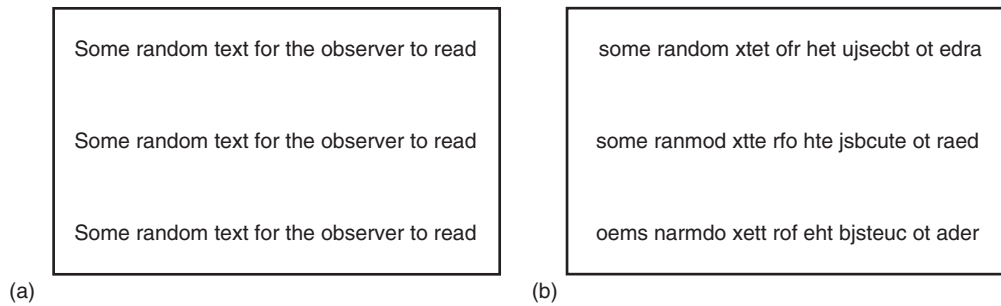 Some random text for the observer to read
Some random text for the observer to read
Some random text for the observer to read
(a)
some random xtet ofr het ujsecbt ot edra
some ranmod xtte rfo hte jsbcute ot raed
oems narmdo xett rof eht bjsteuc ot ader
(b)